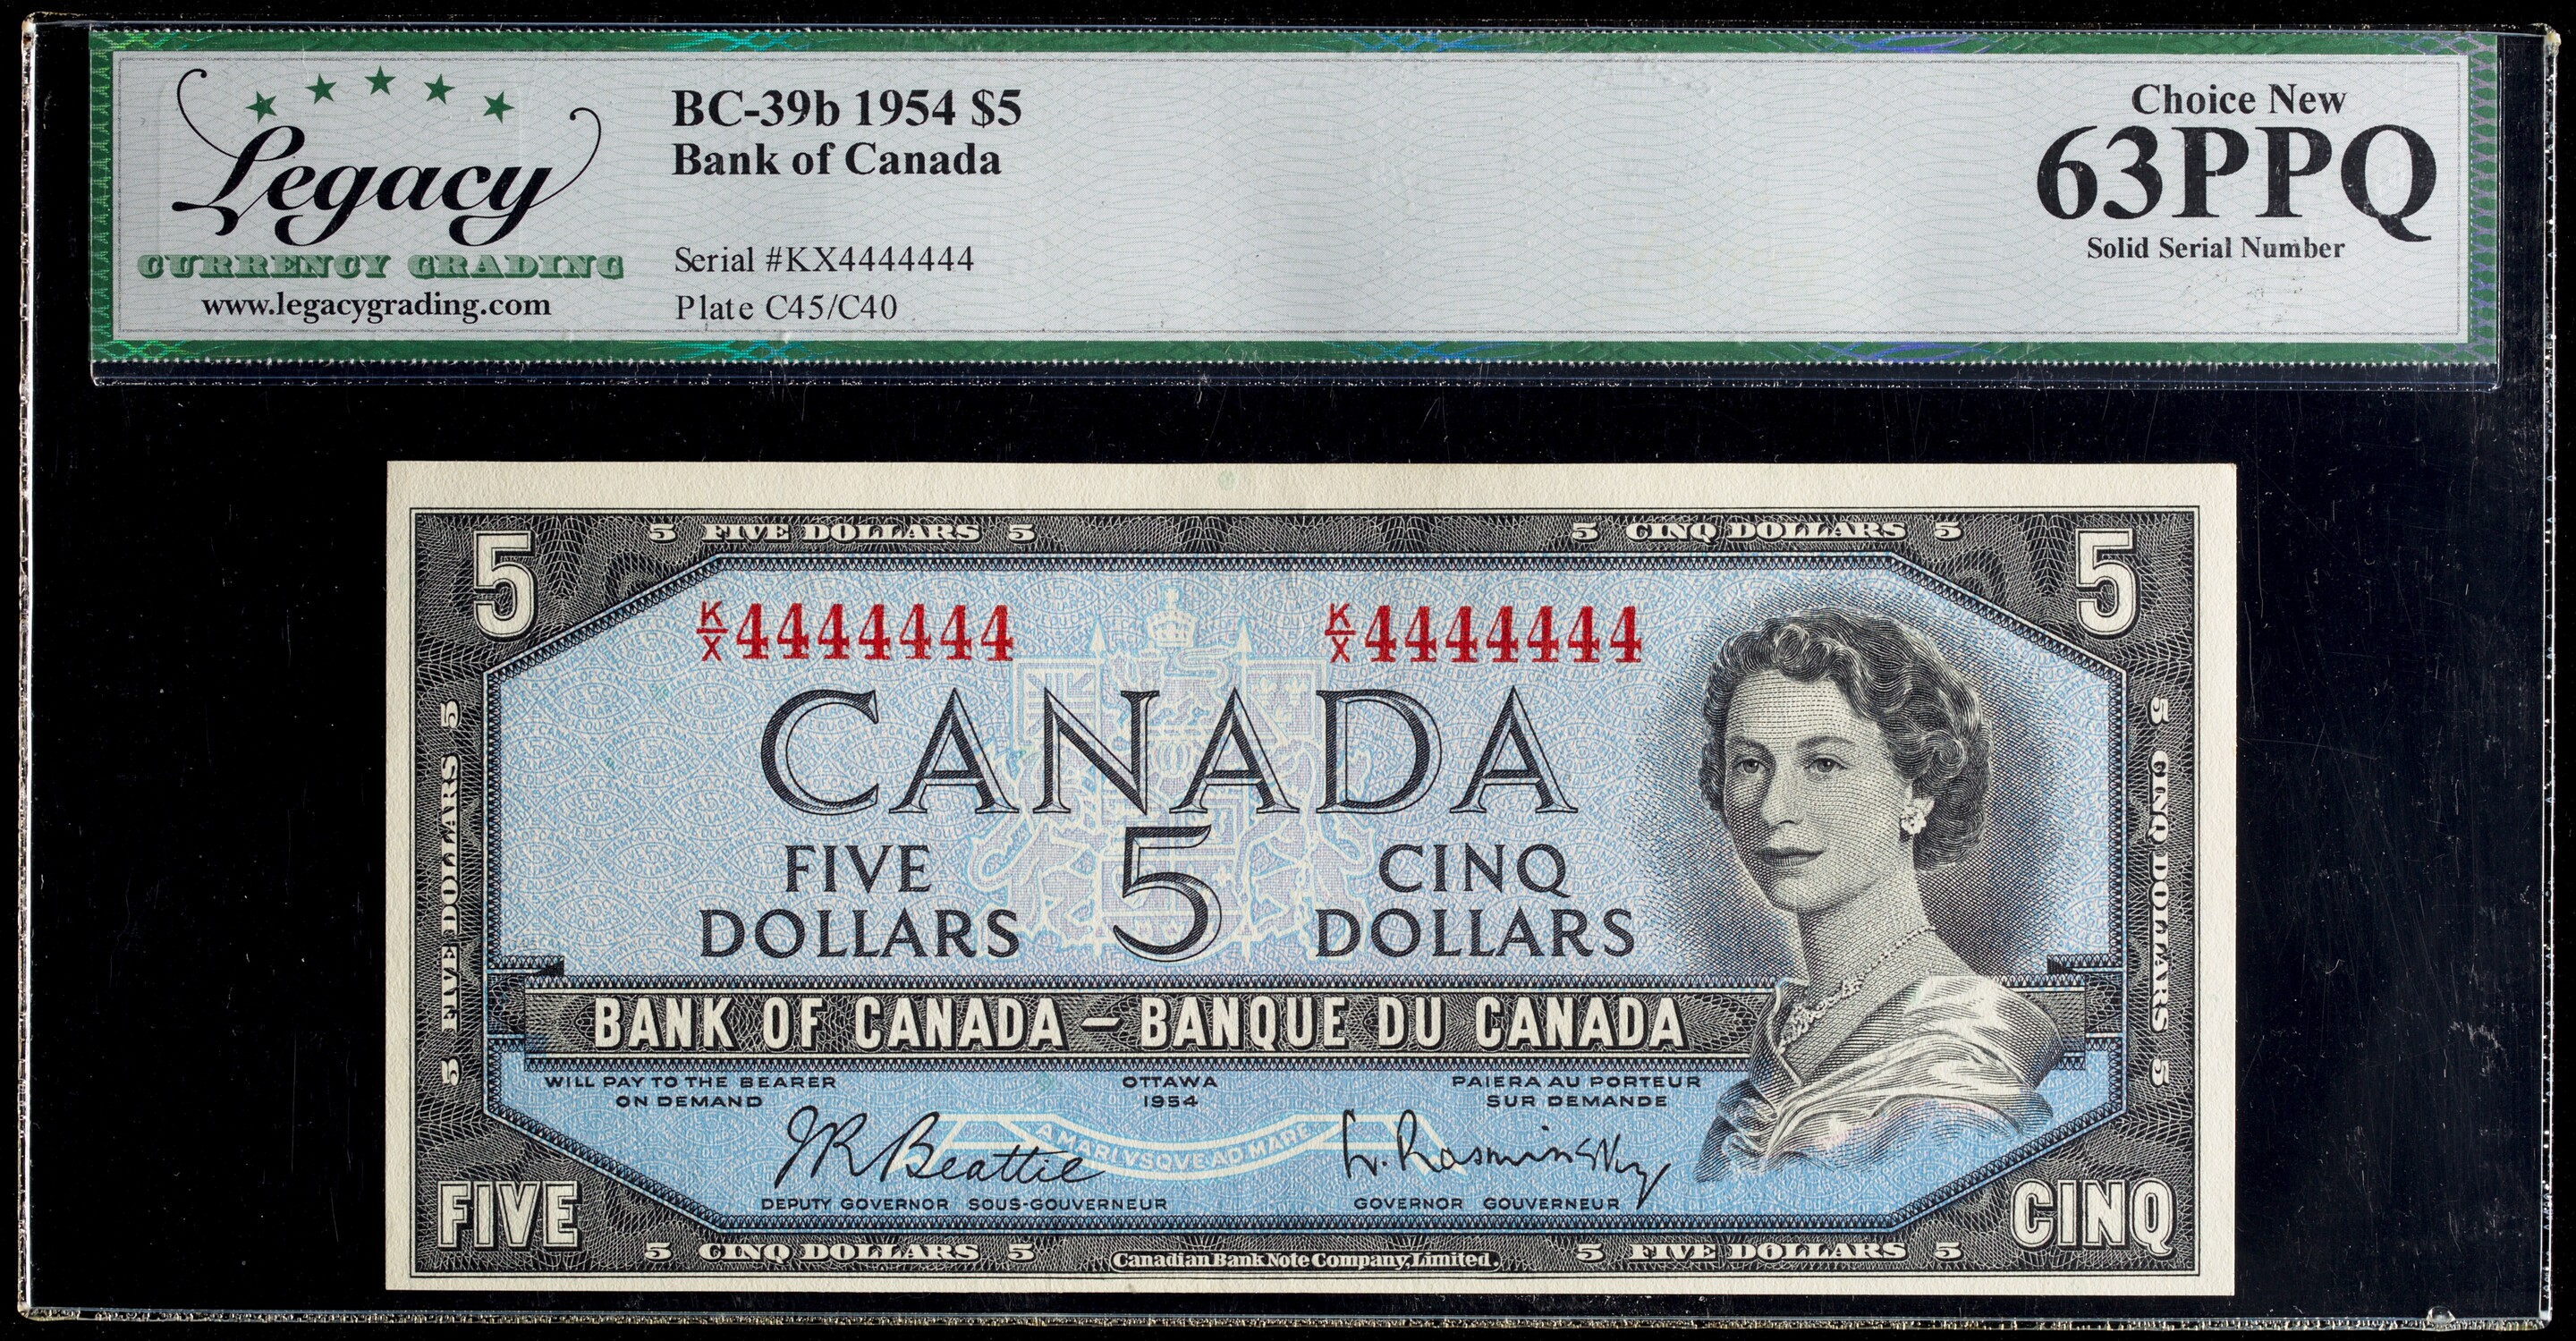 Legacy
CURRENCY GRADING
www.legacygrading.com
BC-39b 1954 $5
Bank of Canada
Serial #KX4444444
Plate C45/C40
Choice New
63PPQ
Solid Serial Number
5 5 FIVE DOLLARS 5 5 CINQ DOLLARS 5 5
K/X 4444444 K/X 4444444
CANADA
FIVE DOLLARS
5
CINQ DOLLARS
5 FIVE DOLLARS 5
5 CINQ DOLLARS 5
BANK OF CANADA – BANQUE DU CANADA
WILL PAY TO THE BEARER
ON DEMAND
OTTAWA
1954
PAIERA AU PORTEUR
SUR DEMANDE
A MARI VSQVE AD MARE
J R Beattie
L. Rasminsky
DEPUTY GOVERNOR SOUS-GOUVERNEUR
GOVERNOR GOUVERNEUR
FIVE
CINQ
5 CINQ DOLLARS 5
Canadian Bank Note Company, Limited.
5 FIVE DOLLARS 5